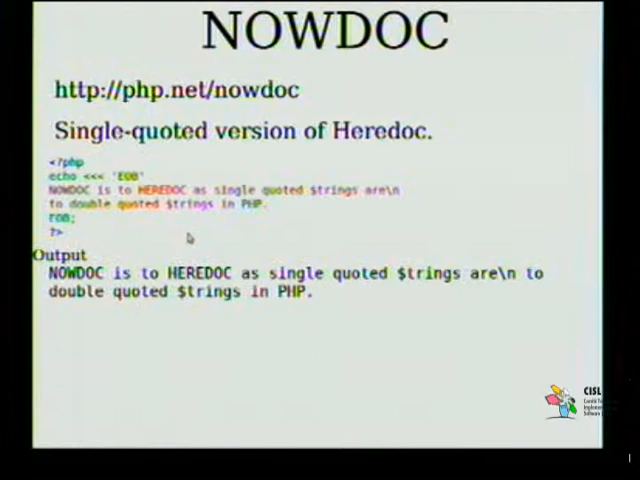 NOWDOC
http://php.net/nowdoc
Single-quoted version of Heredoc.
<?php
echo <<< 'EOB'
NOWDOC is to HEREDOC as single quoted $trings are\n
to double quoted $trings in PHP.
EOB;
?>
Output
NOWDOC is to HEREDOC as single quoted $trings are\n to
double quoted $trings in PHP.
CISL